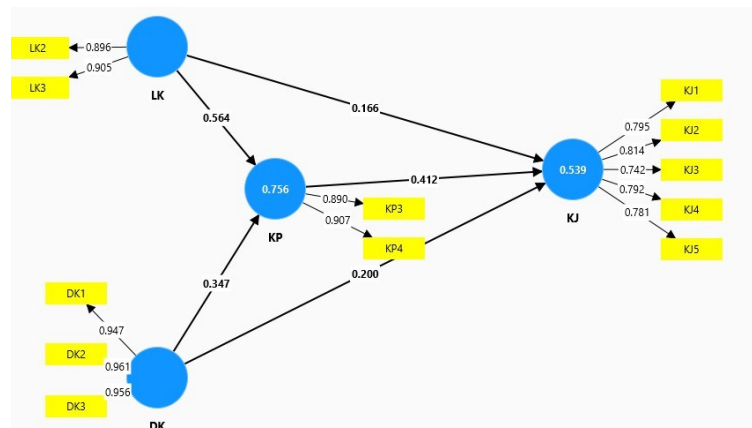 LK2
0.896
LK3
0.905
LK
KJ1
0.795
KJ2
0.814
0.166
0.564
0.539
0.742
KJ3
0.792
KJ4
0.781
KJ5
KJ
0.756
0.412
0.890
KP3
0.907
KP4
KP
0.347
0.200
DK1
0.947
DK2
0.961
0.956
DK3
DK